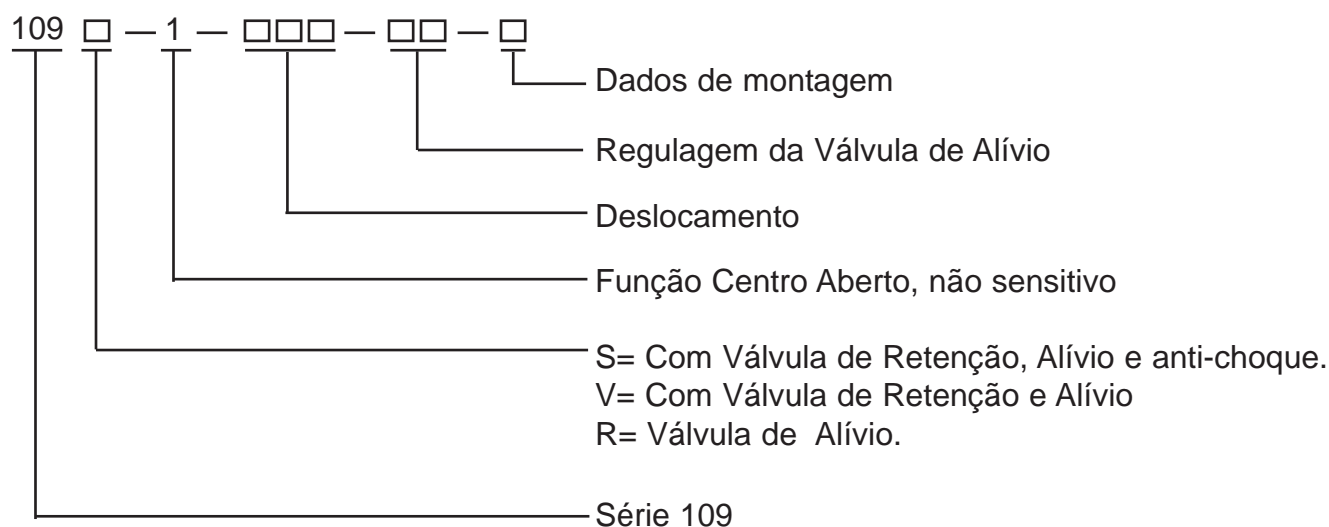 109 □ — 1 — □□□ — □□ — □
Dados de montagem
Regulagem da Válvula de Alívio
Deslocamento
Função Centro Aberto, não sensitivo
S= Com Válvula de Retenção, Alívio e anti-choque.
V= Com Válvula de Retenção e Alívio
R= Válvula de Alívio.
Série 109